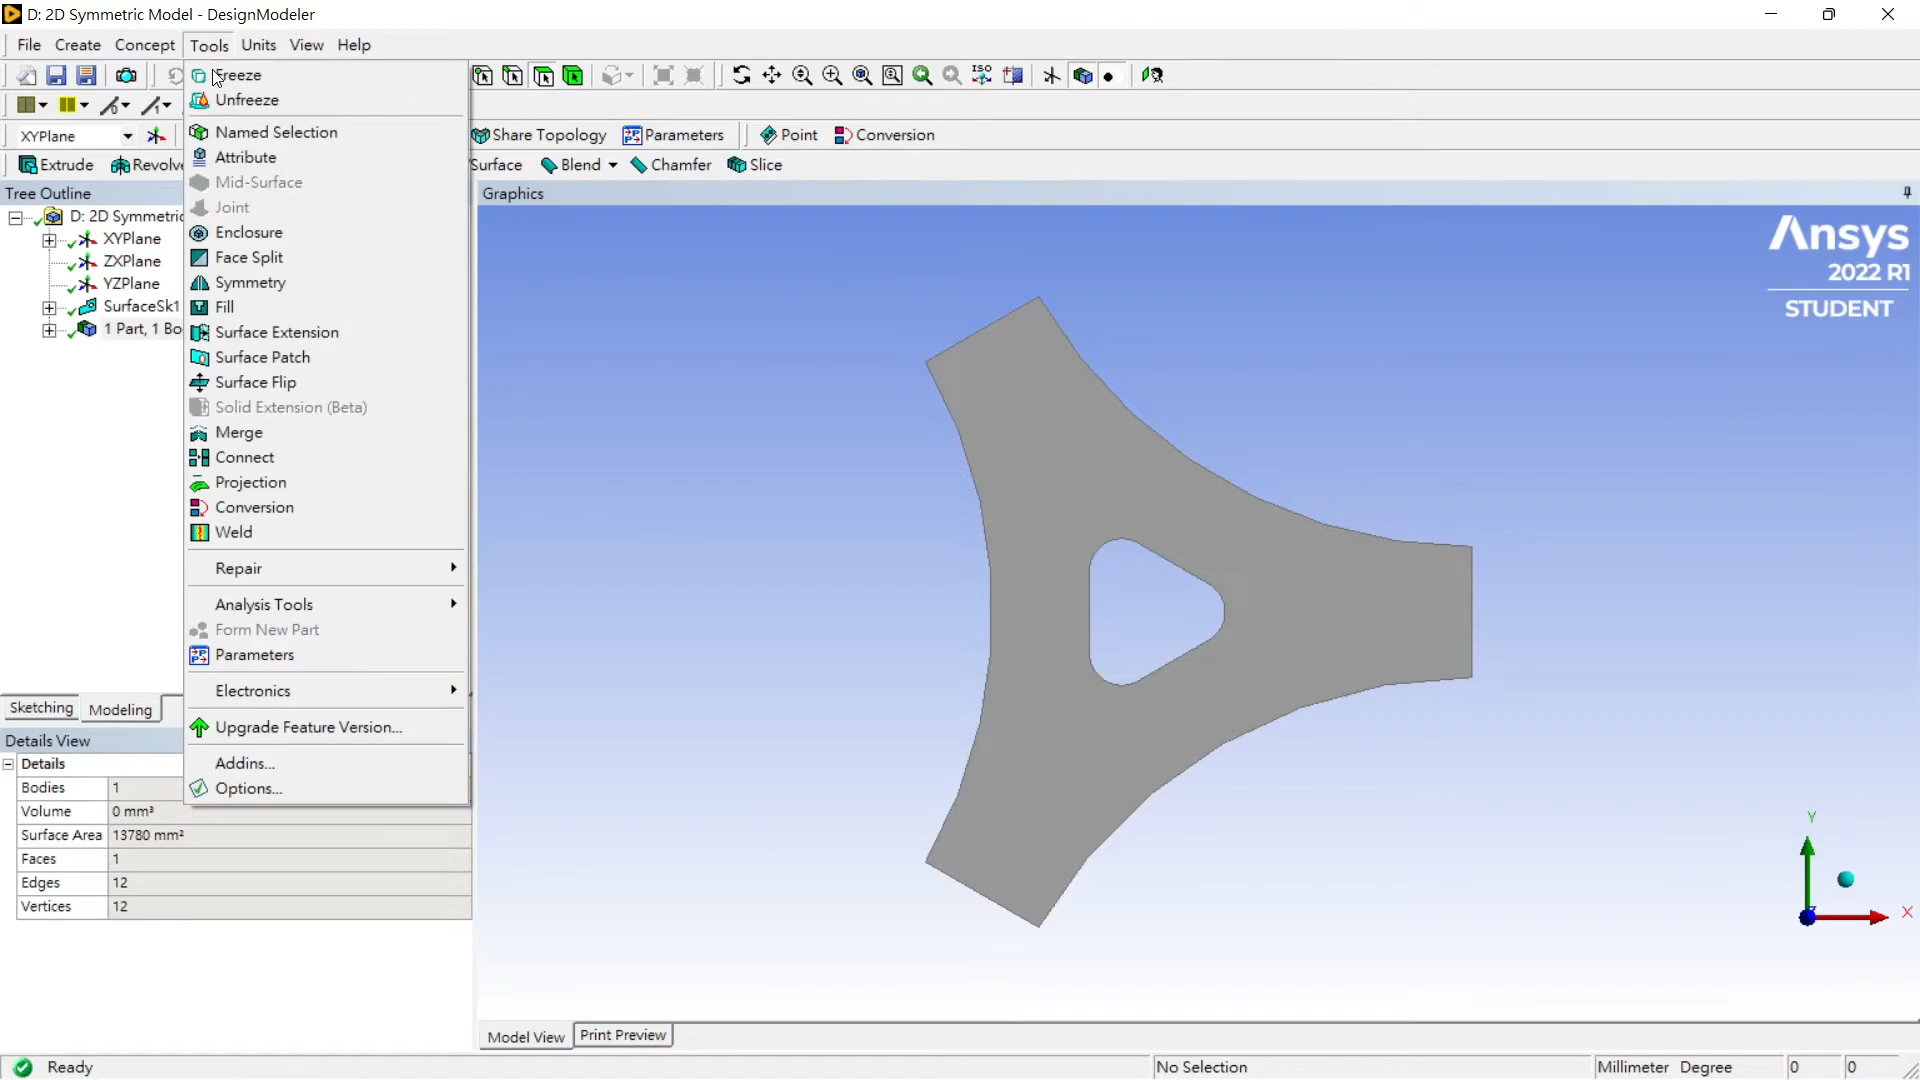 D: 2D Symmetric Model - DesignModeler
File Create Concept Tools Units View Help
Freeze
Unfreeze
ISO
XYPlane
Named Selection
Share Topology Parameters Point Conversion
Extrude Revolve
Attribute
Surface Blend Chamfer Slice
Mid-Surface
Tree Outline
Graphics
D: 2D Symmetric
XYPlane
ZXPlane
YZPlane
SurfaceSk1
1 Part, 1 Bo
Joint
Enclosure
Face Split
Symmetry
Fill
Surface Extension
Surface Patch
Surface Flip
Solid Extension (Beta)
Merge
Connect
Projection
Conversion
Weld
Repair
Analysis Tools
Form New Part
Parameters
Electronics
Upgrade Feature Version...
Addins...
Options...
Ansys
2022 R1
STUDENT
Sketching Modeling
Details View
Details
Bodies 1
Volume 0 mm³
Surface Area 13780 mm²
Faces 1
Edges 12
Vertices 12
Y
X
Model View Print Preview
Ready
No Selection
Millimeter Degree 0 0